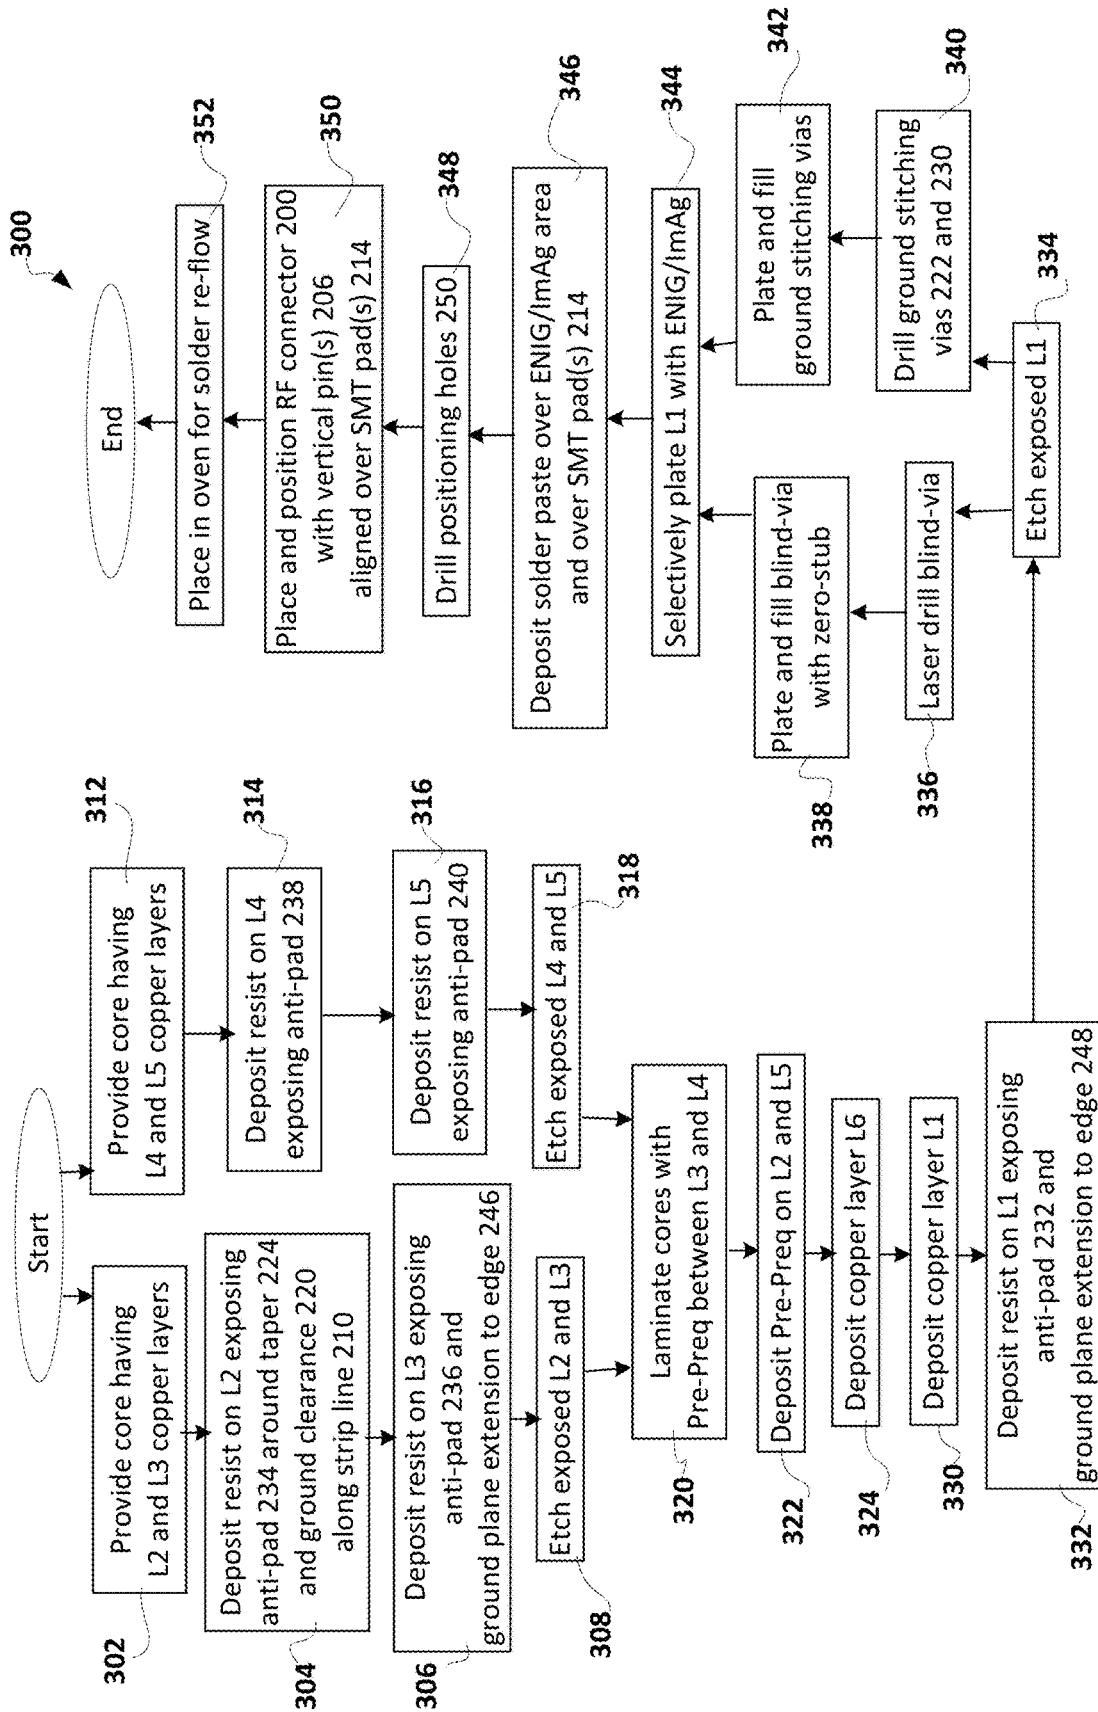 300
Start
Provide core having
L2 and L3 copper layers
302
Deposit resist on L2 exposing
anti-pad 234 around taper 224
and ground clearance 220
along strip line 210
304
Deposit resist on L3 exposing
anti-pad 236 and
ground plane extension to edge 246
306
Etch exposed L2 and L3
308
Provide core having
L4 and L5 copper layers
312
Deposit resist on L4
exposing anti-pad 238
314
Deposit resist on L5
exposing anti-pad 240
316
Etch exposed L4 and L5
318
Laminate cores with
Pre-Preq between L3 and L4
320
Deposit Pre-Preq on L2 and L5
322
Deposit copper layer L6
324
Deposit copper layer L1
330
Deposit resist on L1 exposing
anti-pad 232 and
ground plane extension to edge 248
332
Etch exposed L1
334
Laser drill blind-via
336
Plate and fill blind-via
with zero-stub
338
Drill ground stitching
vias 222 and 230
340
Plate and fill
ground stitching vias
342
Selectively plate L1 with ENIG/ImAg
344
Deposit solder paste over ENIG/ImAg area
and over SMT pad(s) 214
346
Drill positioning holes 250
348
Place and position RF connector 200
with vertical pin(s) 206
aligned over SMT pad(s) 214
350
Place in oven for solder re-flow
352
End